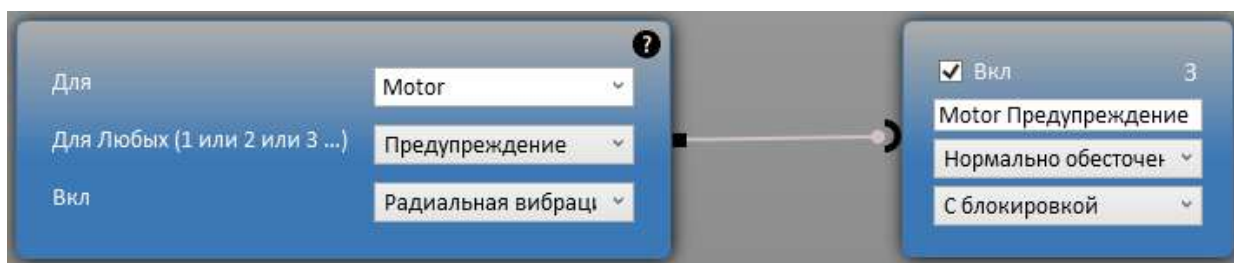 ?
Для Motor
Для Любых (1 или 2 или 3 ...) Предупреждение
Вкл Радиальная вибраци
Вкл 3
Motor Предупреждение
Нормально обесточен
С блокировкой